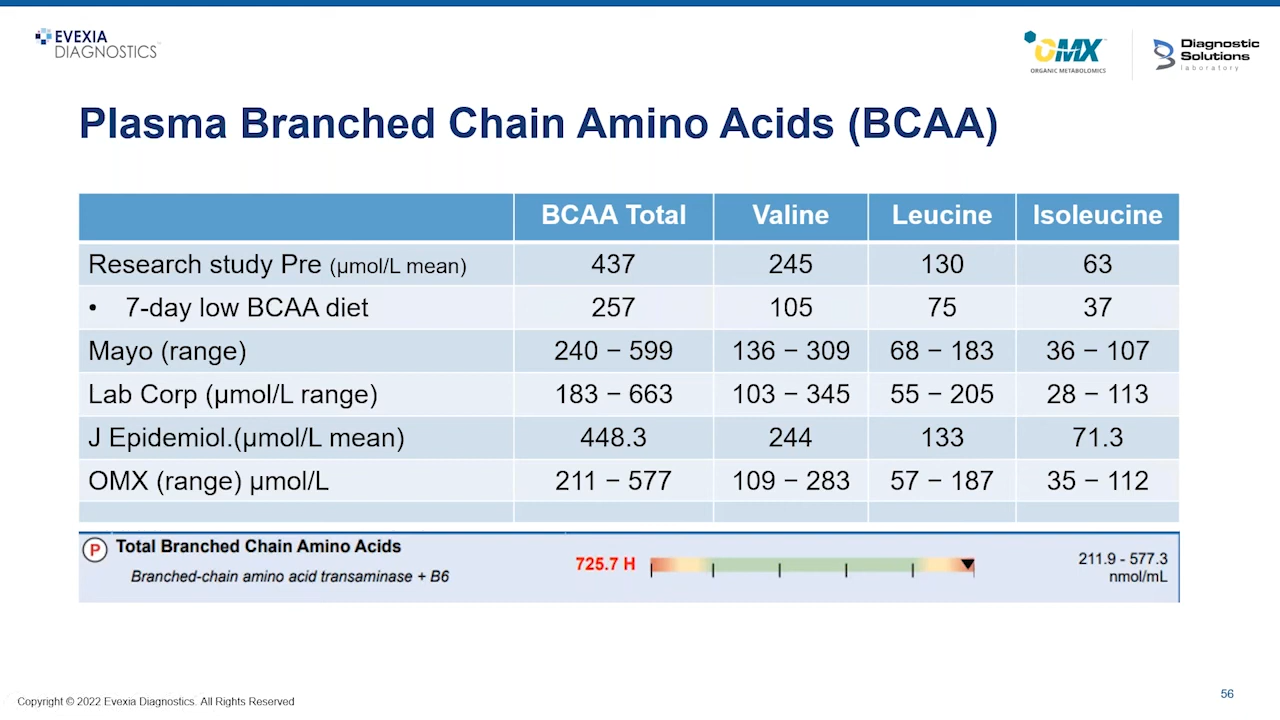 EVEXIA
DIAGNOSTICS™
OMX™
ORGANIC METABOLOMICS
Diagnostic
Solutions
laboratory
Plasma Branched Chain Amino Acids (BCAA)
BCAA Total Valine Leucine Isoleucine
Research study Pre (µmol/L mean) 437 245 130 63
• 7-day low BCAA diet 257 105 75 37
Mayo (range) 240 − 599 136 − 309 68 − 183 36 − 107
Lab Corp (µmol/L range) 183 − 663 103 − 345 55 − 205 28 − 113
J Epidemiol.(µmol/L mean) 448.3 244 133 71.3
OMX (range) µmol/L 211 − 577 109 − 283 57 − 187 35 − 112
P Total Branched Chain Amino Acids
Branched-chain amino acid transaminase + B6
725.7 H
211.9 - 577.3
nmol/mL
Copyright © 2022 Evexia Diagnostics. All Rights Reserved
56